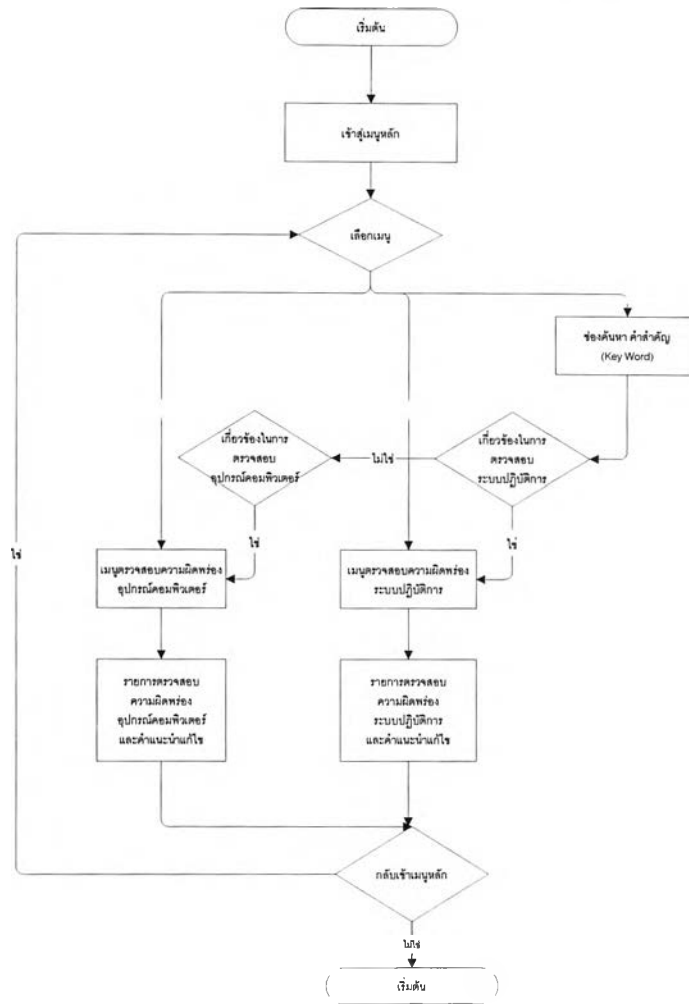 เริ่มต้น
เข้าสู่เมนูหลัก
เลือกเมนู
ช่องค้นหา คำสำคัญ
(Key Word)
เกี่ยวข้องในการ
ตรวจสอบ
อุปกรณ์คอมพิวเตอร์
ไม่ใช่
เกี่ยวข้องในการ
ตรวจสอบ
ระบบปฏิบัติการ
ใช่
ใช่
ใช่
เมนูตรวจสอบความผิดพร่อง
อุปกรณ์คอมพิวเตอร์
เมนูตรวจสอบความผิดพร่อง
ระบบปฏิบัติการ
รายการตรวจสอบ
ความผิดพร่อง
อุปกรณ์คอมพิวเตอร์
และคำแนะนำแก้ไข
รายการตรวจสอบ
ความผิดพร่อง
ระบบปฏิบัติการ
และคำแนะนำแก้ไข
กลับเข้าเมนูหลัก
ไม่ใช่
เริ่มต้น